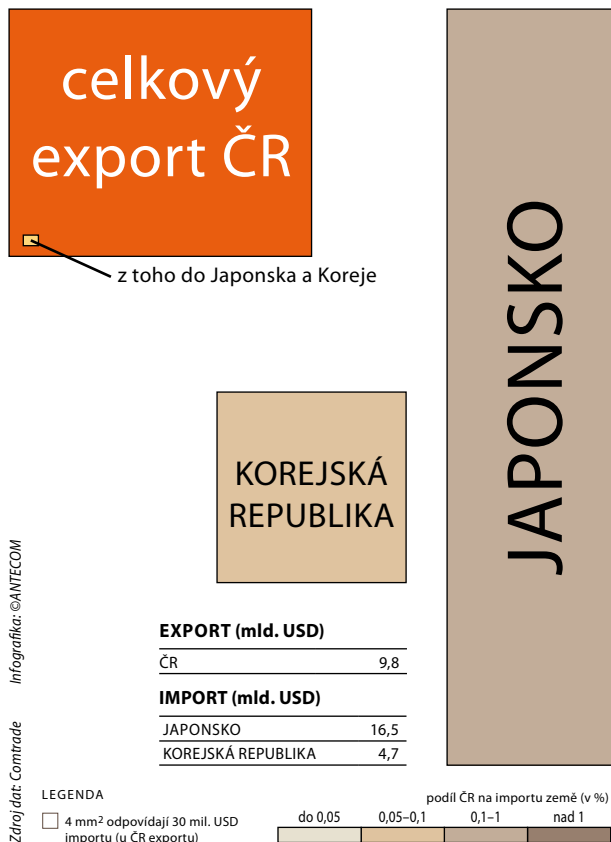 celkový
export ČR
z toho do Japonska a Koreje
JAPONSKO
KOREJSKÁ
REPUBLIKA
EXPORT (mld. USD)
ČR 9,8
IMPORT (mld. USD)
JAPONSKO 16,5
KOREJSKÁ REPUBLIKA 4,7
Zdroj dat: Comtrade Infografika: ©ANTECOM
LEGENDA
4 mm² odpovídají 30 mil. USD
importu (u ČR exportu)
podíl ČR na importu země (v %)
do 0,05 0,05–0,1 0,1–1 nad 1